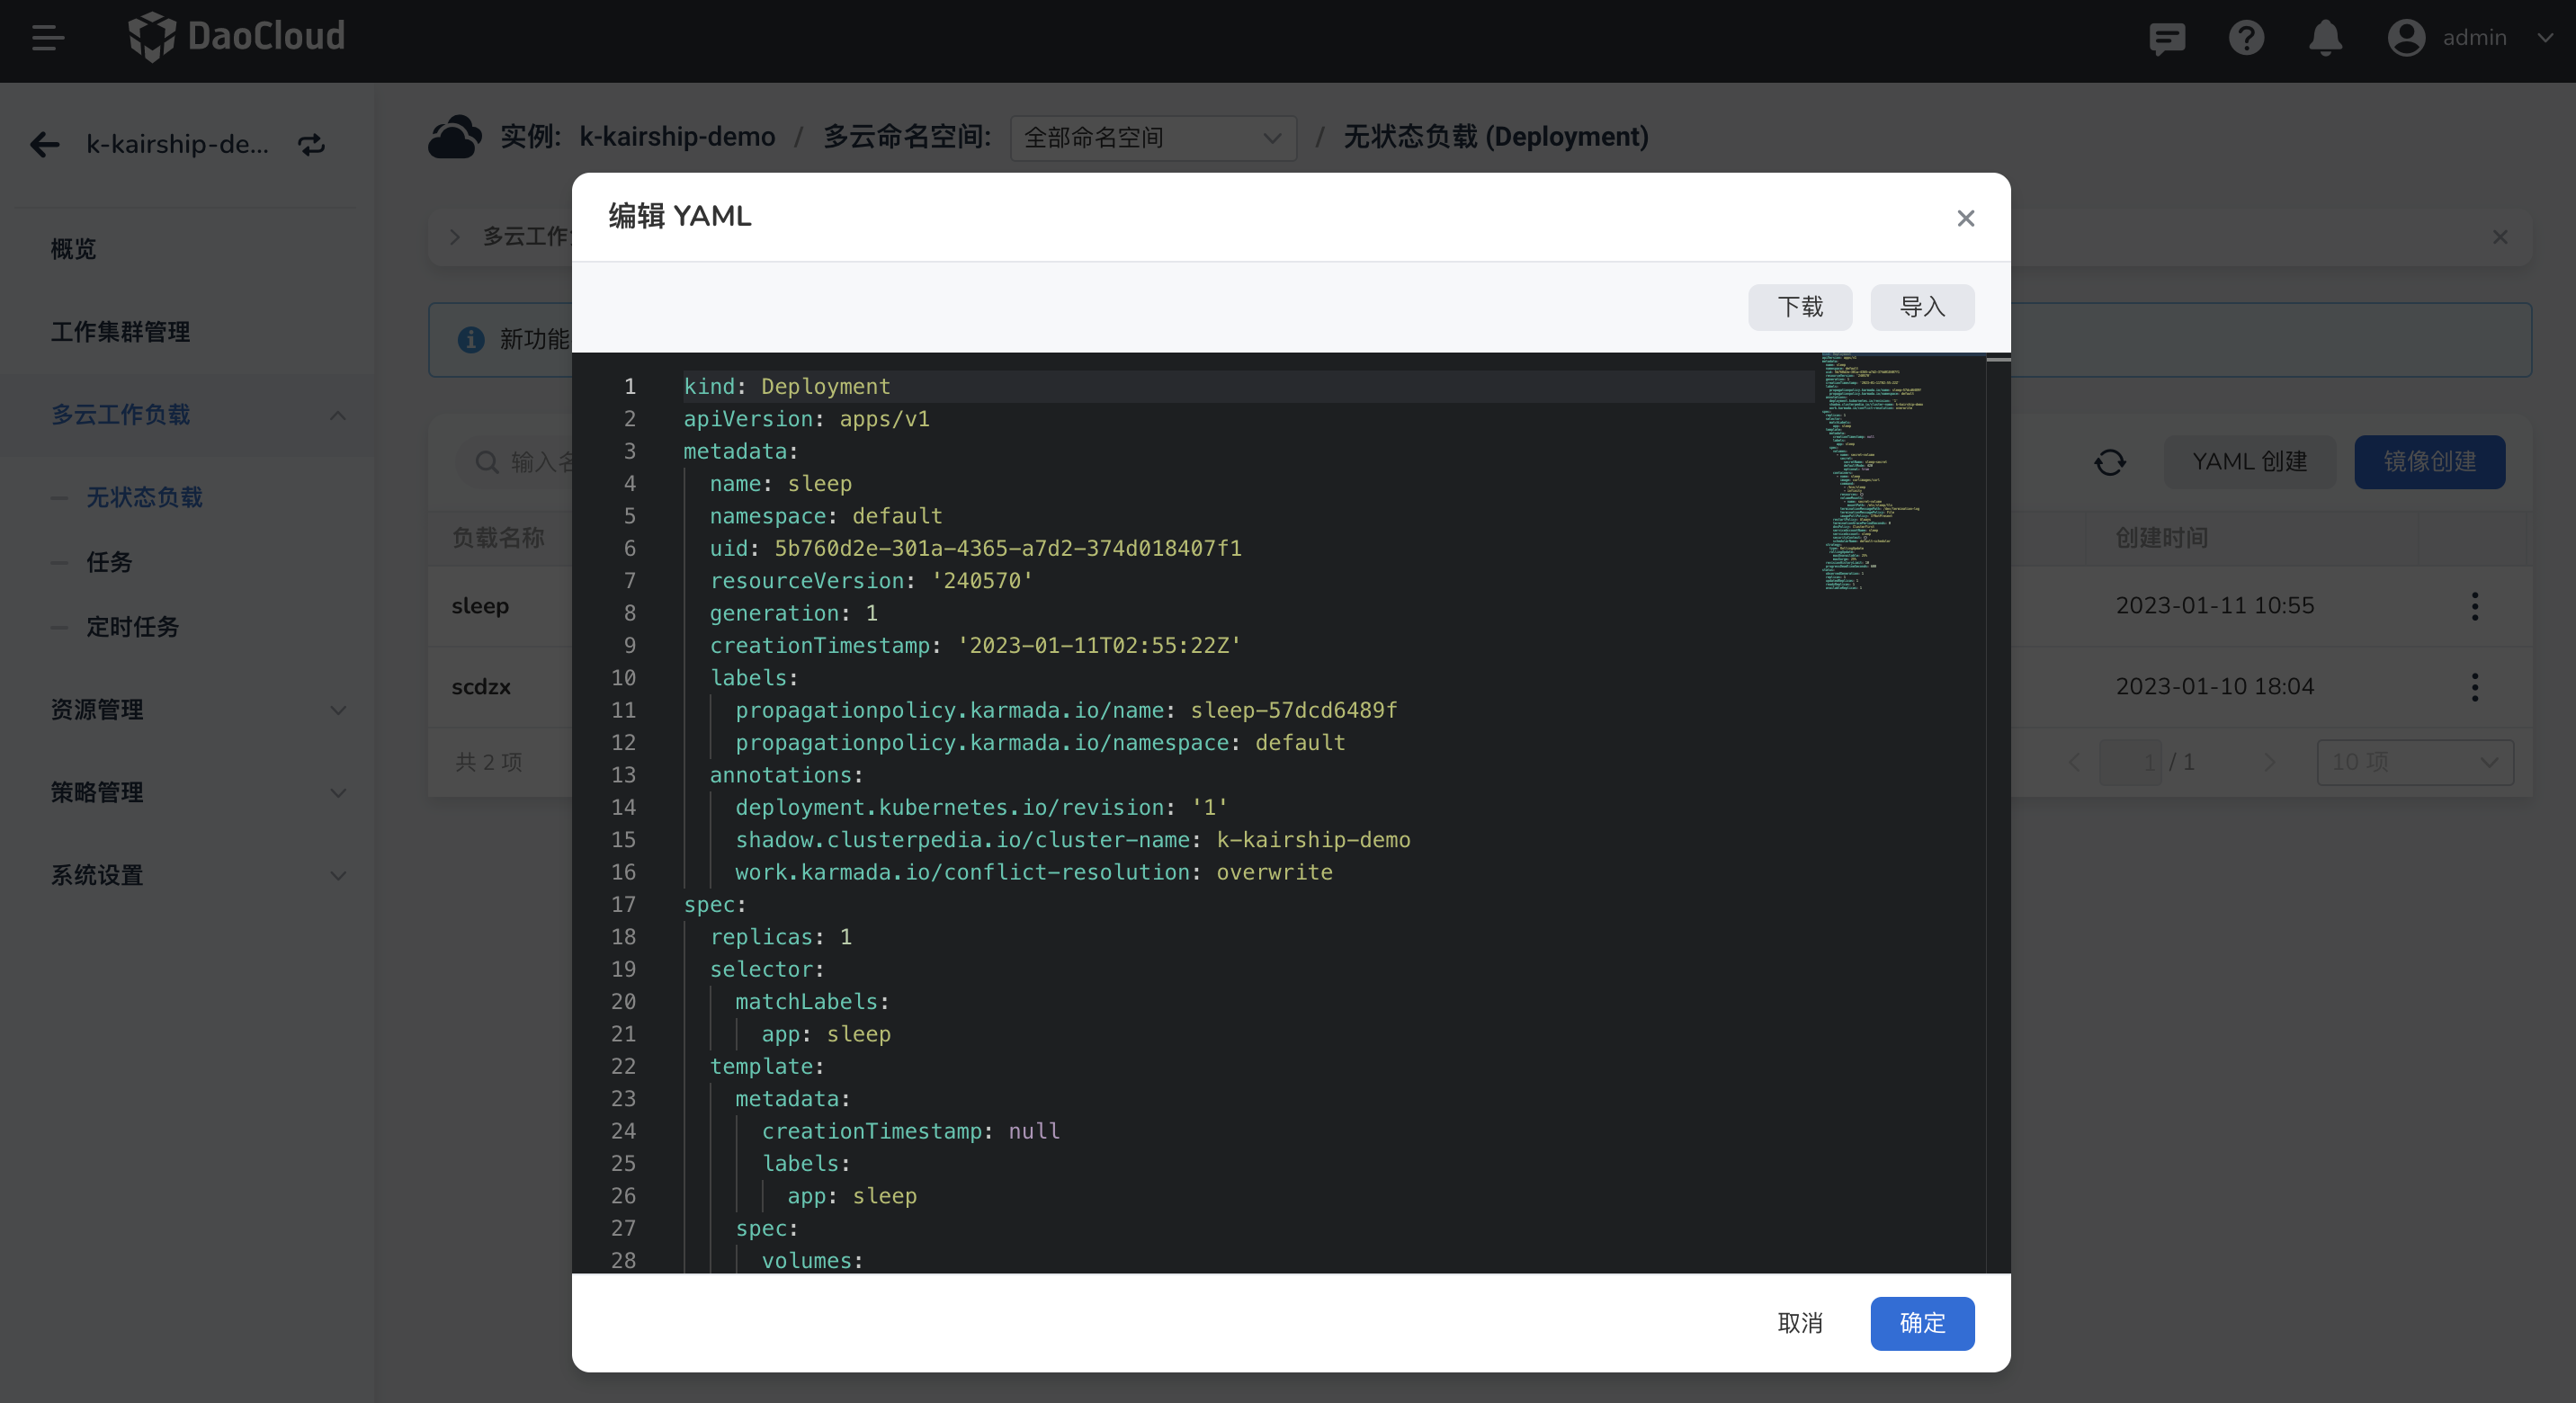 DaoCloud
admin
k-kairship-de...
概览
工作集群管理
多云工作负载
无状态负载
任务
定时任务
资源管理
策略管理
系统设置
实例: k-kairship-demo / 多云命名空间: 全部命名空间 / 无状态负载 (Deployment)
多云工作
新功能
输入名
YAML 创建
镜像创建
负载名称
创建时间
sleep
2023-01-11 10:55
scdzx
2023-01-10 18:04
共 2 项
1 / 1
10 项
编辑 YAML
下载
导入
1 kind: Deployment
2 apiVersion: apps/v1
3 metadata:
4 name: sleep
5 namespace: default
6 uid: 5b760d2e-301a-4365-a7d2-374d018407f1
7 resourceVersion: '240570'
8 generation: 1
9 creationTimestamp: '2023-01-11T02:55:22Z'
10 labels:
11 propagationpolicy.karmada.io/name: sleep-57dcd6489f
12 propagationpolicy.karmada.io/namespace: default
13 annotations:
14 deployment.kubernetes.io/revision: '1'
15 shadow.clusterpedia.io/cluster-name: k-kairship-demo
16 work.karmada.io/conflict-resolution: overwrite
17 spec:
18 replicas: 1
19 selector:
20 matchLabels:
21 app: sleep
22 template:
23 metadata:
24 creationTimestamp: null
25 labels:
26 app: sleep
27 spec:
28 volumes:
取消
确定